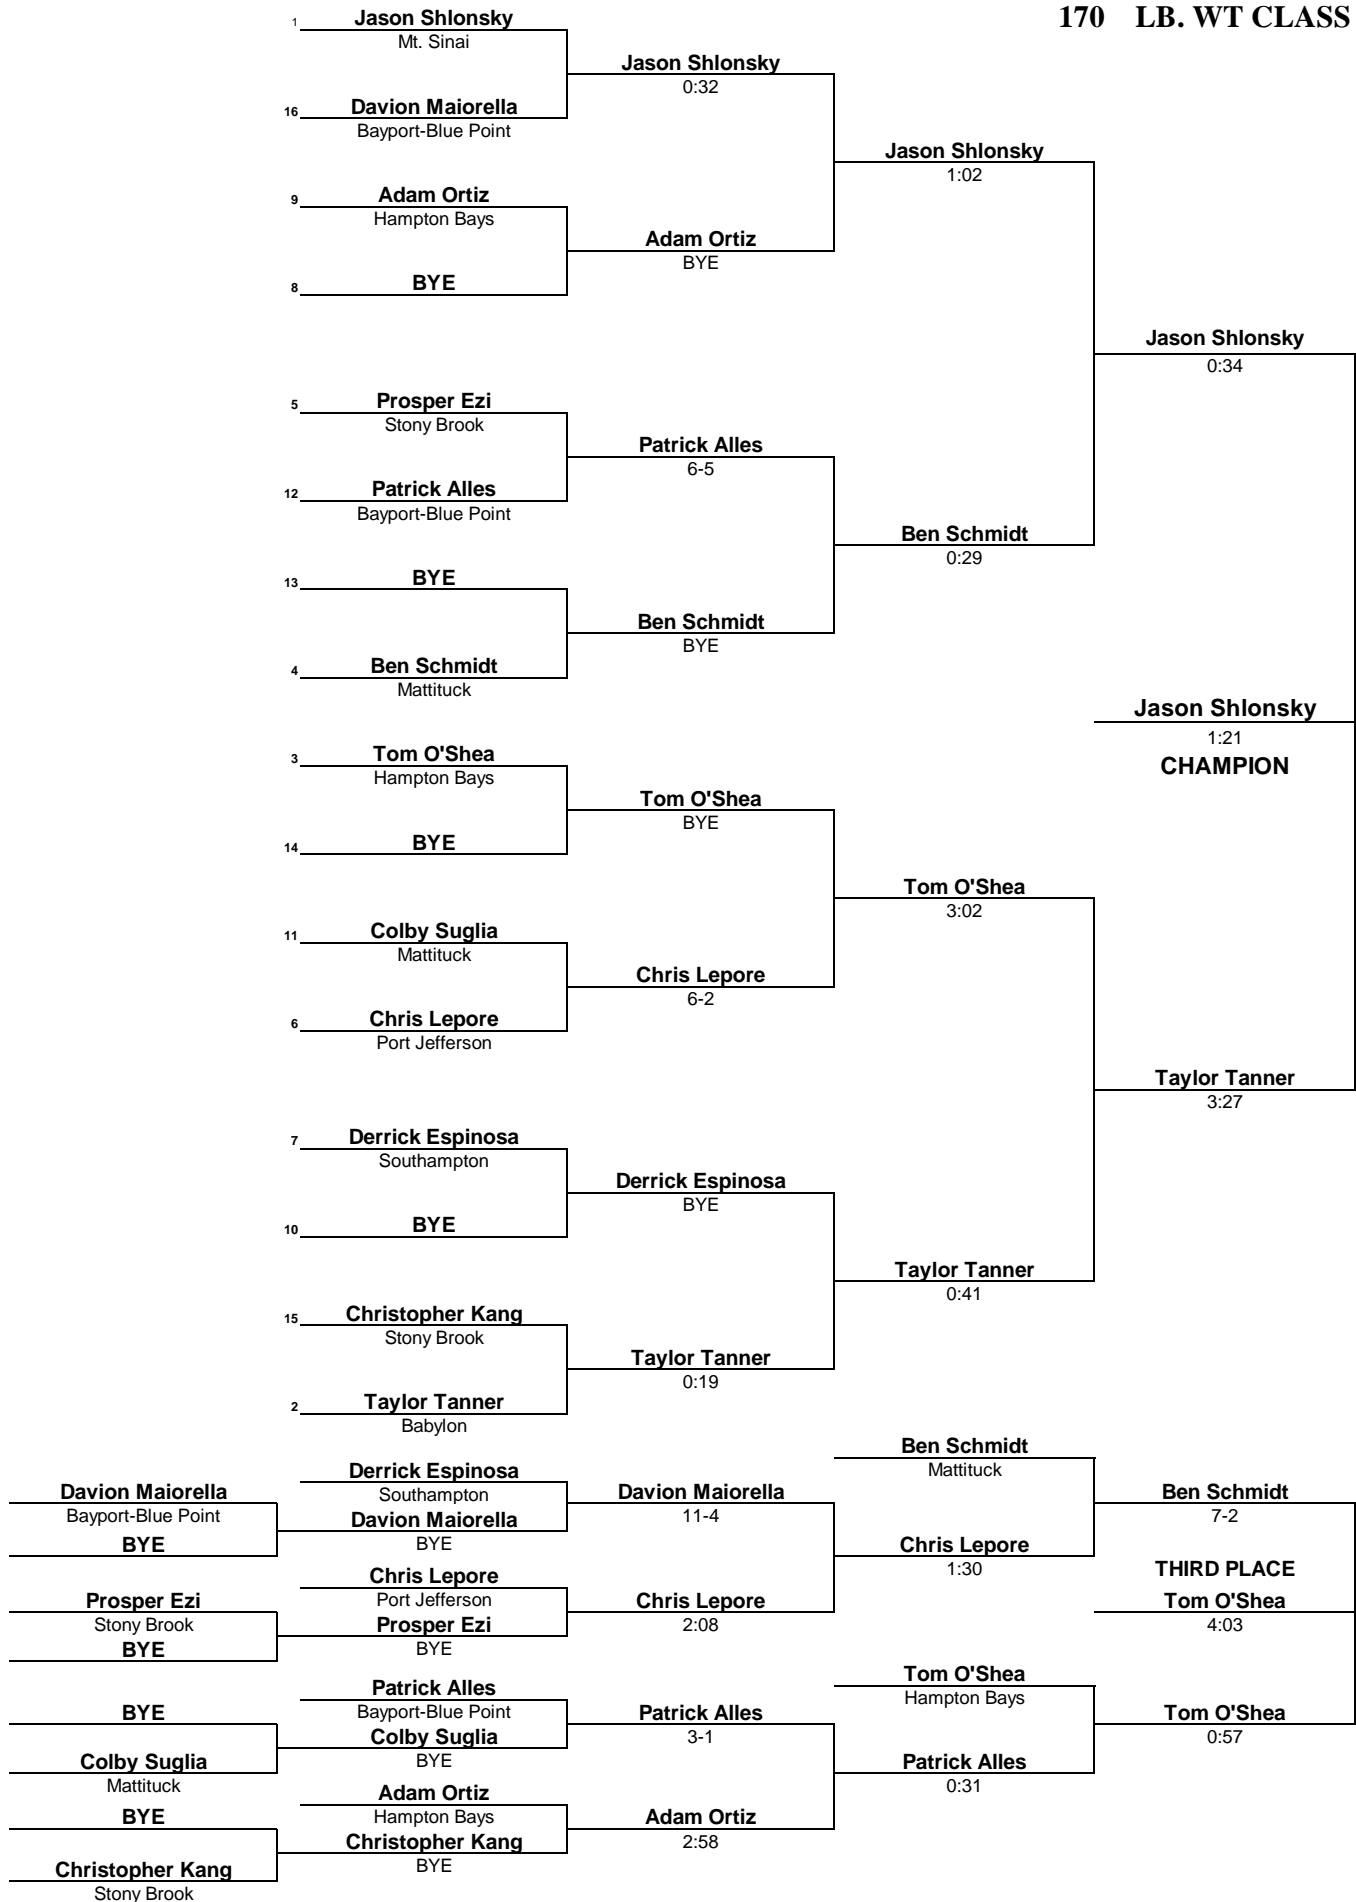 170 LB. WT CLASS
1 Jason Shlonsky
Mt. Sinai
Jason Shlonsky
0:32
16 Davion Maiorella
Bayport-Blue Point
Jason Shlonsky
1:02
9 Adam Ortiz
Hampton Bays
Adam Ortiz
BYE
8 BYE
Jason Shlonsky
0:34
5 Prosper Ezi
Stony Brook
Patrick Alles
6-5
12 Patrick Alles
Bayport-Blue Point
Ben Schmidt
0:29
13 BYE
Ben Schmidt
BYE
4 Ben Schmidt
Mattituck
Jason Shlonsky
1:21
CHAMPION
3 Tom O'Shea
Hampton Bays
Tom O'Shea
BYE
14 BYE
Tom O'Shea
3:02
11 Colby Suglia
Mattituck
Chris Lepore
6-2
6 Chris Lepore
Port Jefferson
Taylor Tanner
3:27
7 Derrick Espinosa
Southampton
Derrick Espinosa
BYE
10 BYE
Taylor Tanner
0:41
15 Christopher Kang
Stony Brook
Taylor Tanner
0:19
2 Taylor Tanner
Babylon
Ben Schmidt
Mattituck
Derrick Espinosa
Southampton
Davion Maiorella
Bayport-Blue Point
Davion Maiorella
11-4
Ben Schmidt
7-2
Davion Maiorella
BYE
BYE
Chris Lepore
1:30
Chris Lepore
Port Jefferson
THIRD PLACE
Prosper Ezi
Stony Brook
Chris Lepore
2:08
Tom O'Shea
4:03
Prosper Ezi
BYE
BYE
Tom O'Shea
Hampton Bays
Patrick Alles
Bayport-Blue Point
BYE
Patrick Alles
3-1
Tom O'Shea
0:57
Colby Suglia
BYE
Colby Suglia
Mattituck
Patrick Alles
0:31
Adam Ortiz
Hampton Bays
BYE
Adam Ortiz
2:58
Christopher Kang
BYE
Christopher Kang
Stony Brook